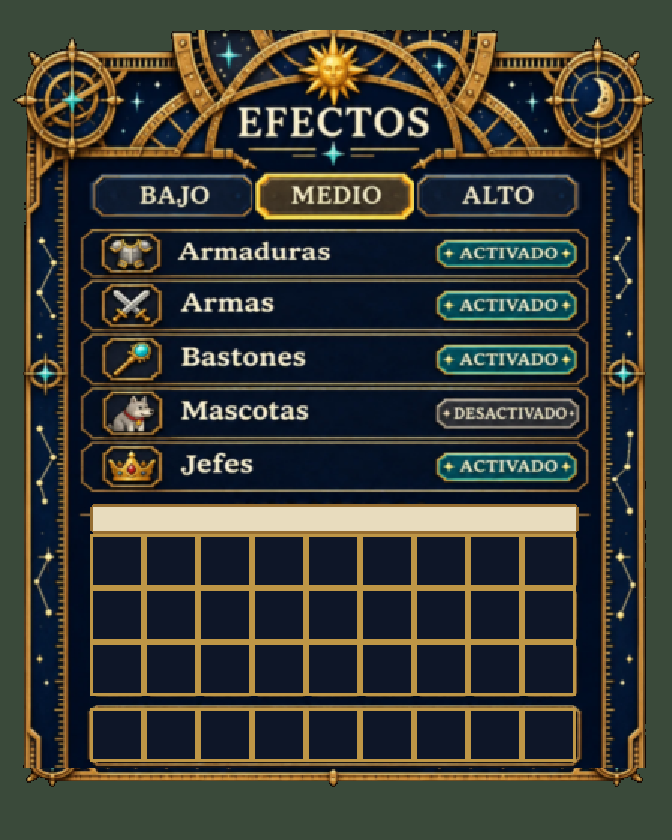 EFECTOS
BAJO MEDIO ALTO
Armaduras ACTIVADO
Armas ACTIVADO
Bastones ACTIVADO
Mascotas DESACTIVADO
Jefes ACTIVADO